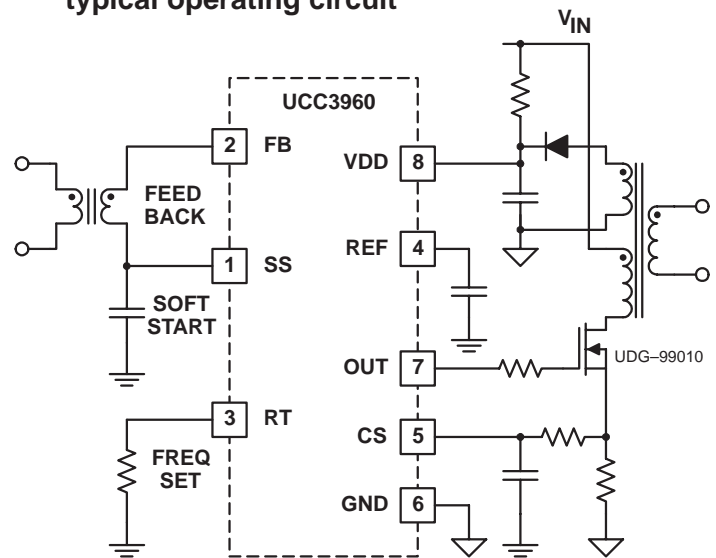 typical operating circuit
VIN
UCC3960
2 FB
VDD 8
FEED
BACK
REF 4
1 SS
SOFT
START
OUT 7
UDG–99010
3 RT
CS 5
FREQ
SET
GND 6